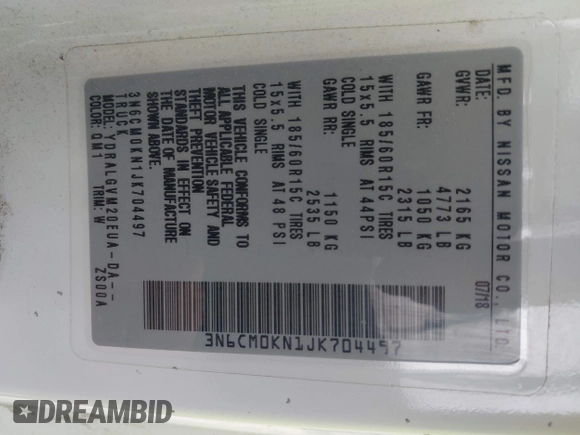 MFD. BY NISSAN MOTOR CO., LTD.
DATE: 07/18
GVWR: 2165 KG
4773 LB
GAWR FR: 1050 KG
2315 LB
WITH 185/60R15C TIRES
15x5.5 RIMS AT 44PSI
COLD SINGLE
GAWR RR: 1150 KG
2535 LB
WITH 185/60R15C TIRES
15x5.5 RIMS AT 48 PSI
COLD SINGLE
THIS VEHICLE CONFORMS TO
ALL APPLICABLE FEDERAL
MOTOR VEHICLE SAFETY AND
THEFT PREVENTION
STANDARDS IN EFFECT ON
THE DATE OF MANUFACTURE
SHOWN ABOVE.
3N6CM0KN1JK704497
TRUCK
MODEL: YDRALGVM20EUA-DA--
COLOR: QM1 TRIM: W ZS00A
3N6CM0KN1JK704497
DREAMBID